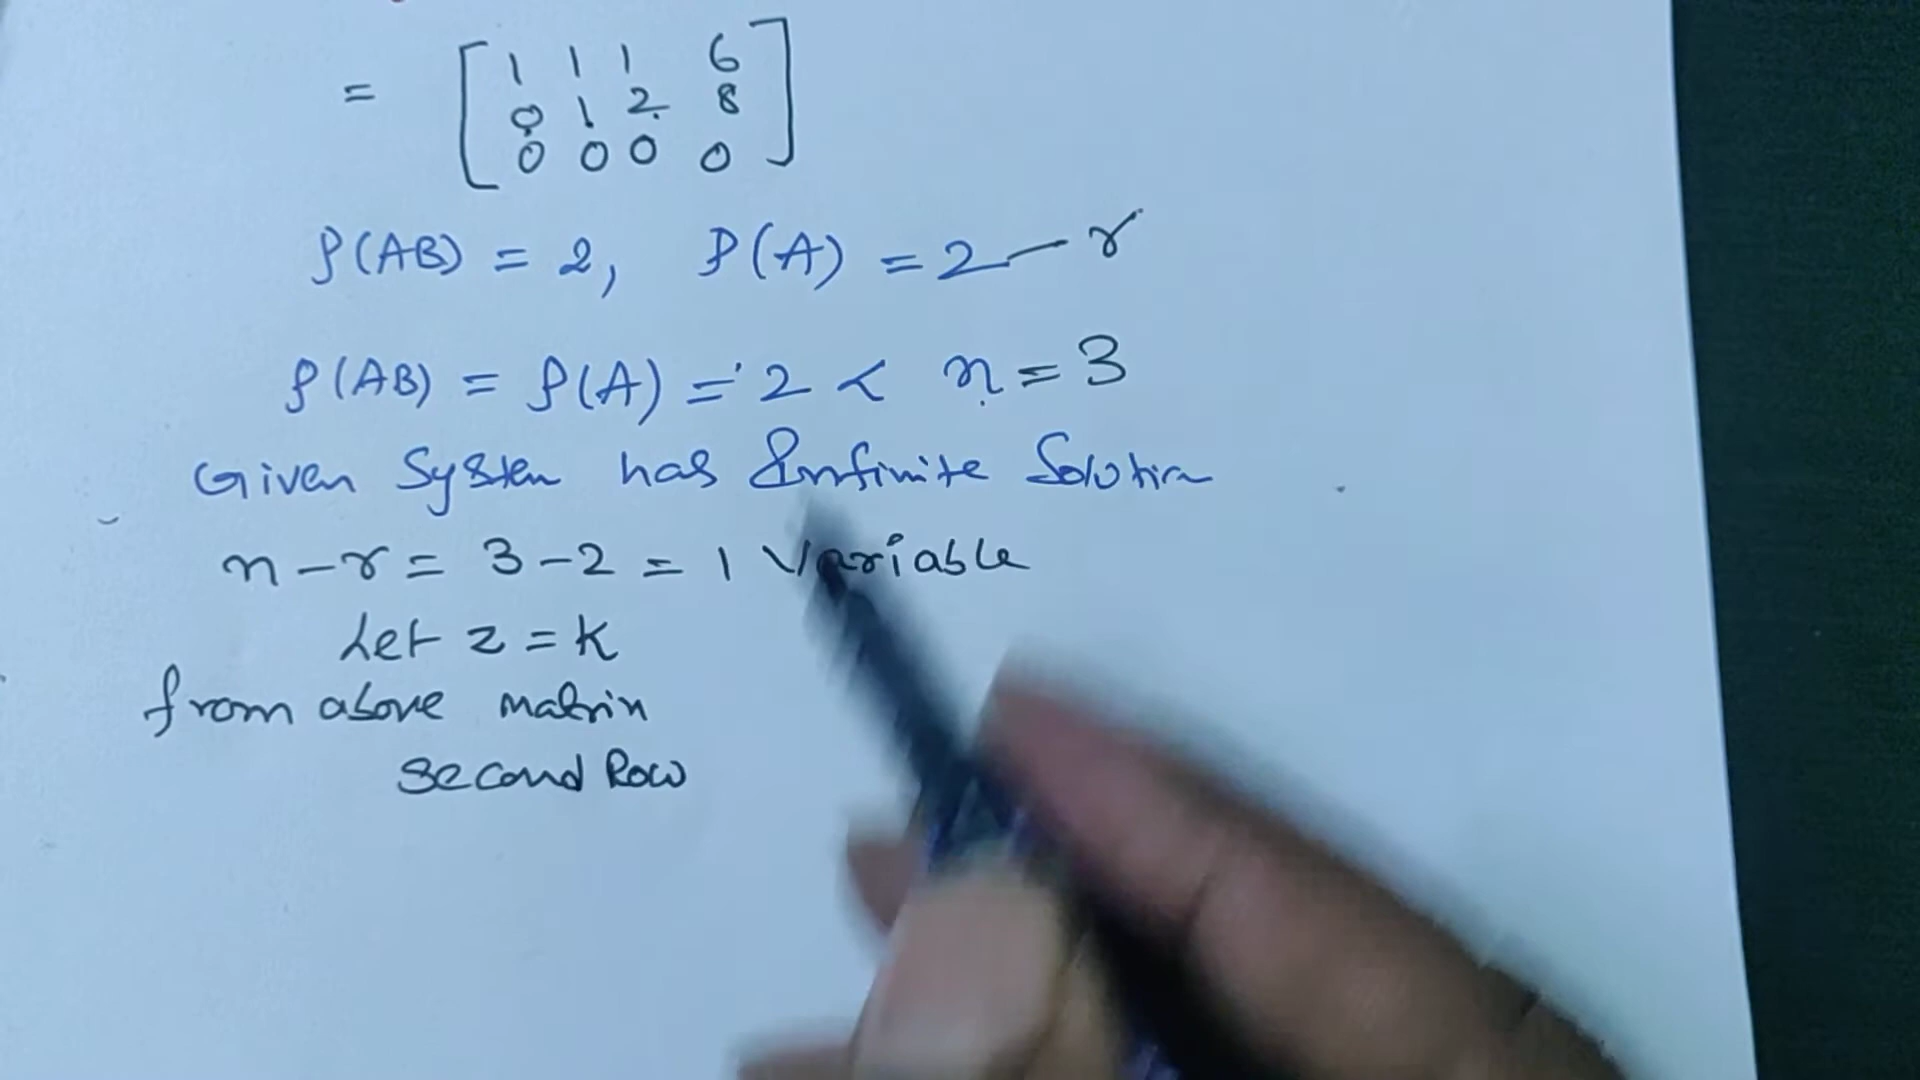 = [ 1 1 1 6
0 1 2 8
0 0 0 0 ]
ρ(AB) = 2, ρ(A) = 2 — r
ρ(AB) = ρ(A) = 2 < n = 3
Given System has Infinite Solution
n - r = 3 - 2 = 1 Variable
Let z = k
from above matrix
second Row